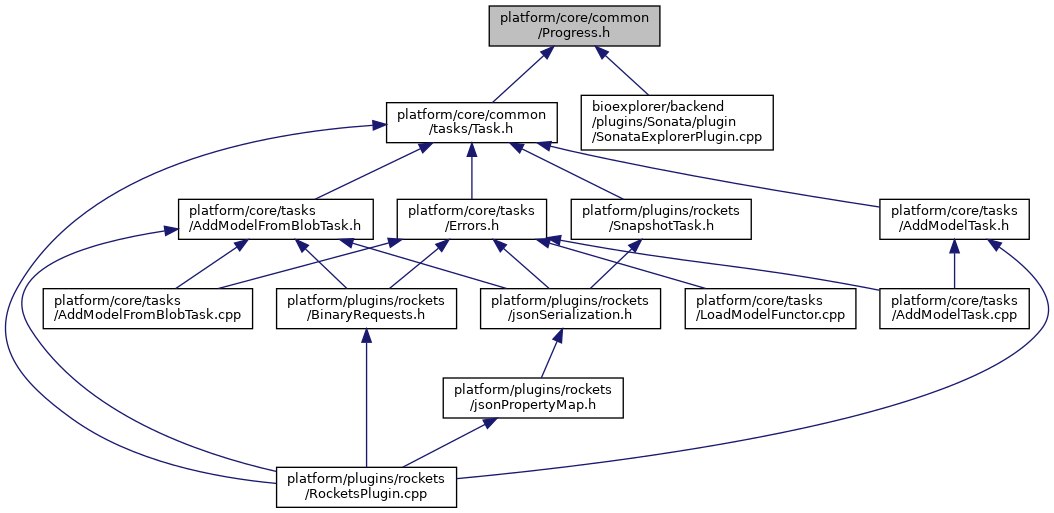 platform/core/common
/Progress.h
platform/core/common
/tasks/Task.h
bioexplorer/backend
/plugins/Sonata/plugin
/SonataExplorerPlugin.cpp
platform/core/tasks
/AddModelFromBlobTask.h
platform/core/tasks
/Errors.h
platform/plugins/rockets
/SnapshotTask.h
platform/core/tasks
/AddModelTask.h
platform/core/tasks
/AddModelFromBlobTask.cpp
platform/plugins/rockets
/BinaryRequests.h
platform/plugins/rockets
/jsonSerialization.h
platform/core/tasks
/LoadModelFunctor.cpp
platform/core/tasks
/AddModelTask.cpp
platform/plugins/rockets
/jsonPropertyMap.h
platform/plugins/rockets
/RocketsPlugin.cpp